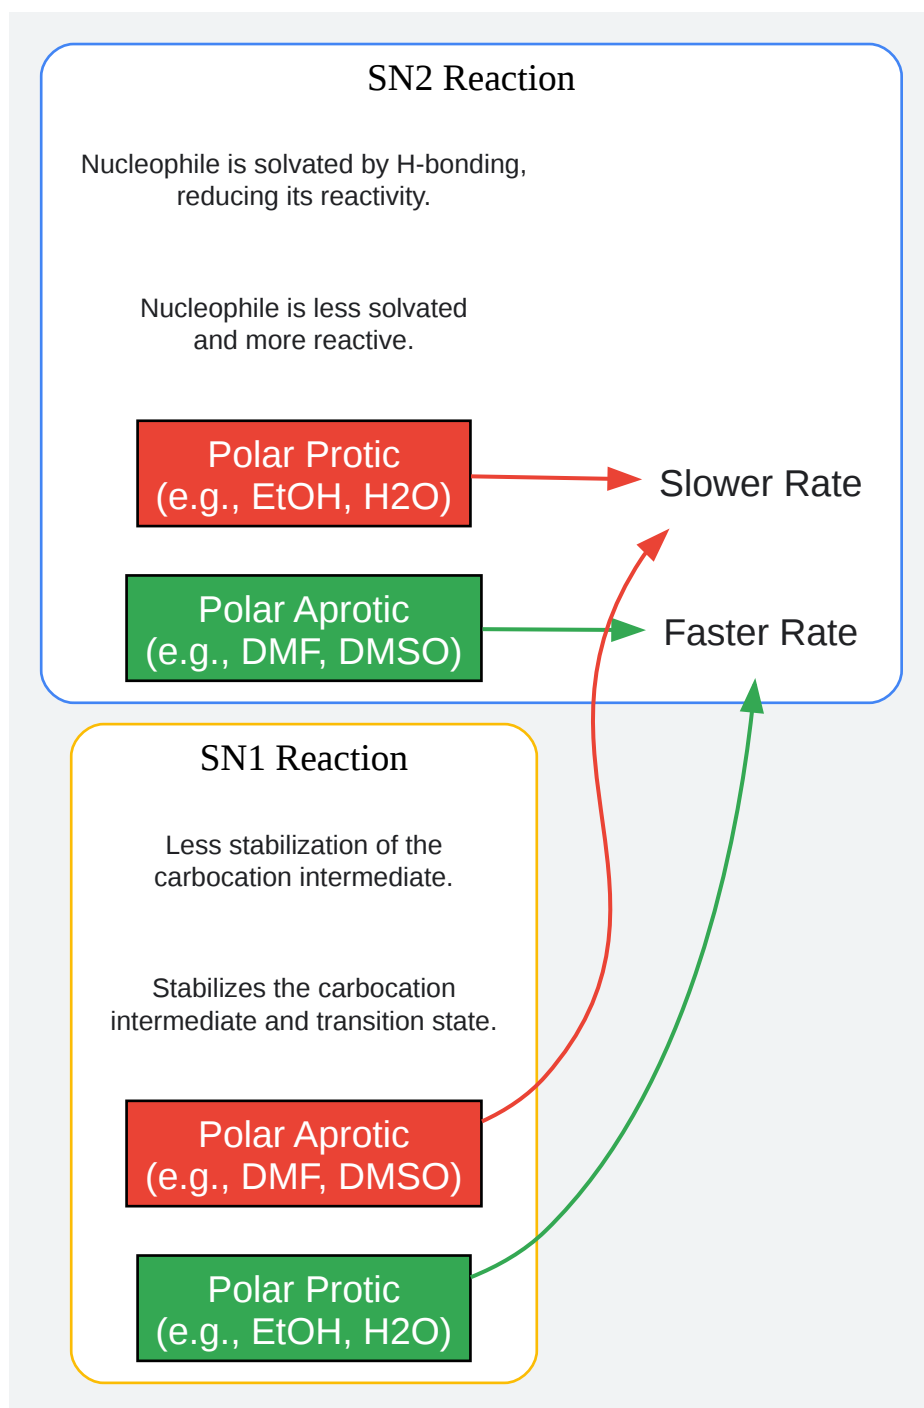 SN2 Reaction
Nucleophile is solvated by H-bonding,
reducing its reactivity.
Nucleophile is less solvated
and more reactive.
Polar Protic
(e.g., EtOH, H2O)
Slower Rate
Polar Aprotic
(e.g., DMF, DMSO)
Faster Rate
SN1 Reaction
Less stabilization of the
carbocation intermediate.
Stabilizes the carbocation
intermediate and transition state.
Polar Aprotic
(e.g., DMF, DMSO)
Polar Protic
(e.g., EtOH, H2O)